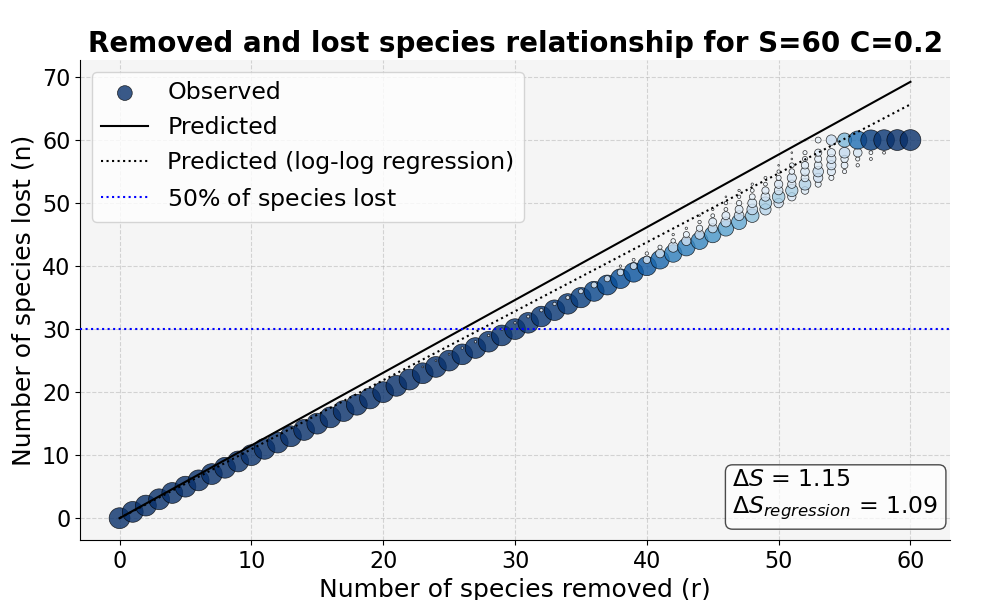 Removed and lost species relationship for S=60 C=0.2
Number of species lost (n)
70
60
50
40
30
20
10
0
Observed
Predicted
Predicted (log-log regression)
50% of species lost
ΔS = 1.15
ΔS_regression = 1.09
0 10 20 30 40 50 60
Number of species removed (r)